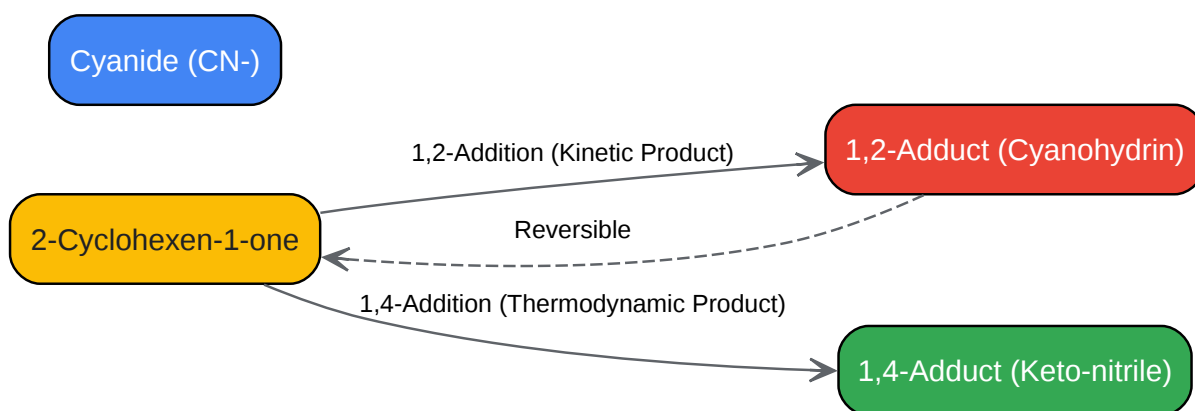 Cyanide (CN-)
1,2-Addition (Kinetic Product)
1,2-Adduct (Cyanohydrin)
2-Cyclohexen-1-one
Reversible
1,4-Addition (Thermodynamic Product)
1,4-Adduct (Keto-nitrile)